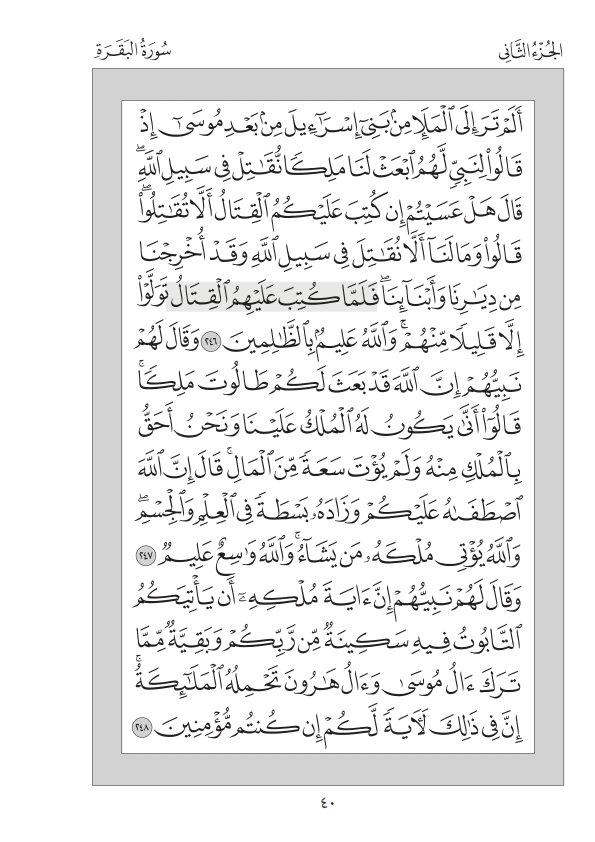 الجُزْءُ الثَّانِي
سُورَةُ البَقَرَةِ
أَلَمْ تَرَ إِلَى ٱلْمَلَإِ مِنۢ بَنِىٓ إِسْرَٰٓءِيلَ مِنۢ بَعْدِ مُوسَىٰٓ إِذْ
قَالُوا۟ لِنَبِىٍّ لَّهُمُ ٱبْعَثْ لَنَا مَلِكًا نُّقَٰتِلْ فِى سَبِيلِ ٱللَّهِ ۖ
قَالَ هَلْ عَسَيْتُمْ إِن كُتِبَ عَلَيْكُمُ ٱلْقِتَالُ أَلَّا تُقَٰتِلُوا۟ ۖ
قَالُوا۟ وَمَا لَنَآ أَلَّا نُقَٰتِلَ فِى سَبِيلِ ٱللَّهِ وَقَدْ أُخْرِجْنَا
مِن دِيَٰرِنَا وَأَبْنَآئِنَا ۖ فَلَمَّا كُتِبَ عَلَيْهِمُ ٱلْقِتَالُ تَوَلَّوْا۟
إِلَّا قَلِيلًا مِّنْهُمْ ۗ وَٱللَّهُ عَلِيمٌۢ بِٱلظَّٰلِمِينَ ٢٤٦ وَقَالَ لَهُمْ
نَبِيُّهُمْ إِنَّ ٱللَّهَ قَدْ بَعَثَ لَكُمْ طَالُوتَ مَلِكًا ۚ
قَالُوٓا۟ أَنَّىٰ يَكُونُ لَهُ ٱلْمُلْكُ عَلَيْنَا وَنَحْنُ أَحَقُّ
بِٱلْمُلْكِ مِنْهُ وَلَمْ يُؤْتَ سَعَةً مِّنَ ٱلْمَالِ ۚ قَالَ إِنَّ ٱللَّهَ
ٱصْطَفَىٰهُ عَلَيْكُمْ وَزَادَهُۥ بَسْطَةً فِى ٱلْعِلْمِ وَٱلْجِسْمِ ۖ
وَٱللَّهُ يُؤْتِى مُلْكَهُۥ مَن يَشَآءُ ۚ وَٱللَّهُ وَٰسِعٌ عَلِيمٌ ٢٤٧
وَقَالَ لَهُمْ نَبِيُّهُمْ إِنَّ ءَايَةَ مُلْكِهِۦٓ أَن يَأْتِيَكُمُ
ٱلتَّابُوتُ فِيهِ سَكِينَةٌ مِّن رَّبِّكُمْ وَبَقِيَّةٌ مِّمَّا
تَرَكَ ءَالُ مُوسَىٰ وَءَالُ هَٰرُونَ تَحْمِلُهُ ٱلْمَلَٰٓئِكَةُ ۚ
إِنَّ فِى ذَٰلِكَ لَءَايَةً لَّكُمْ إِن كُنتُم مُّؤْمِنِينَ ٢٤٨
٤٠